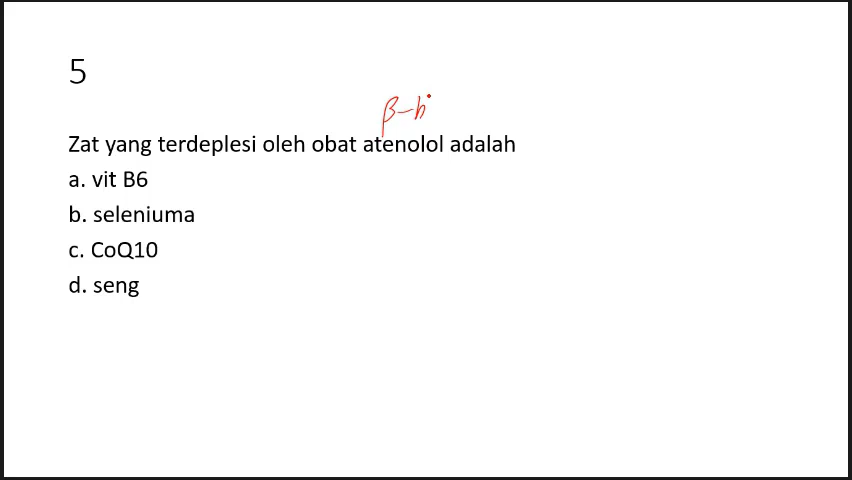 5
β-b
Zat yang terdeplesi oleh obat atenolol adalah
a. vit B6
b. seleniuma
c. CoQ10
d. seng